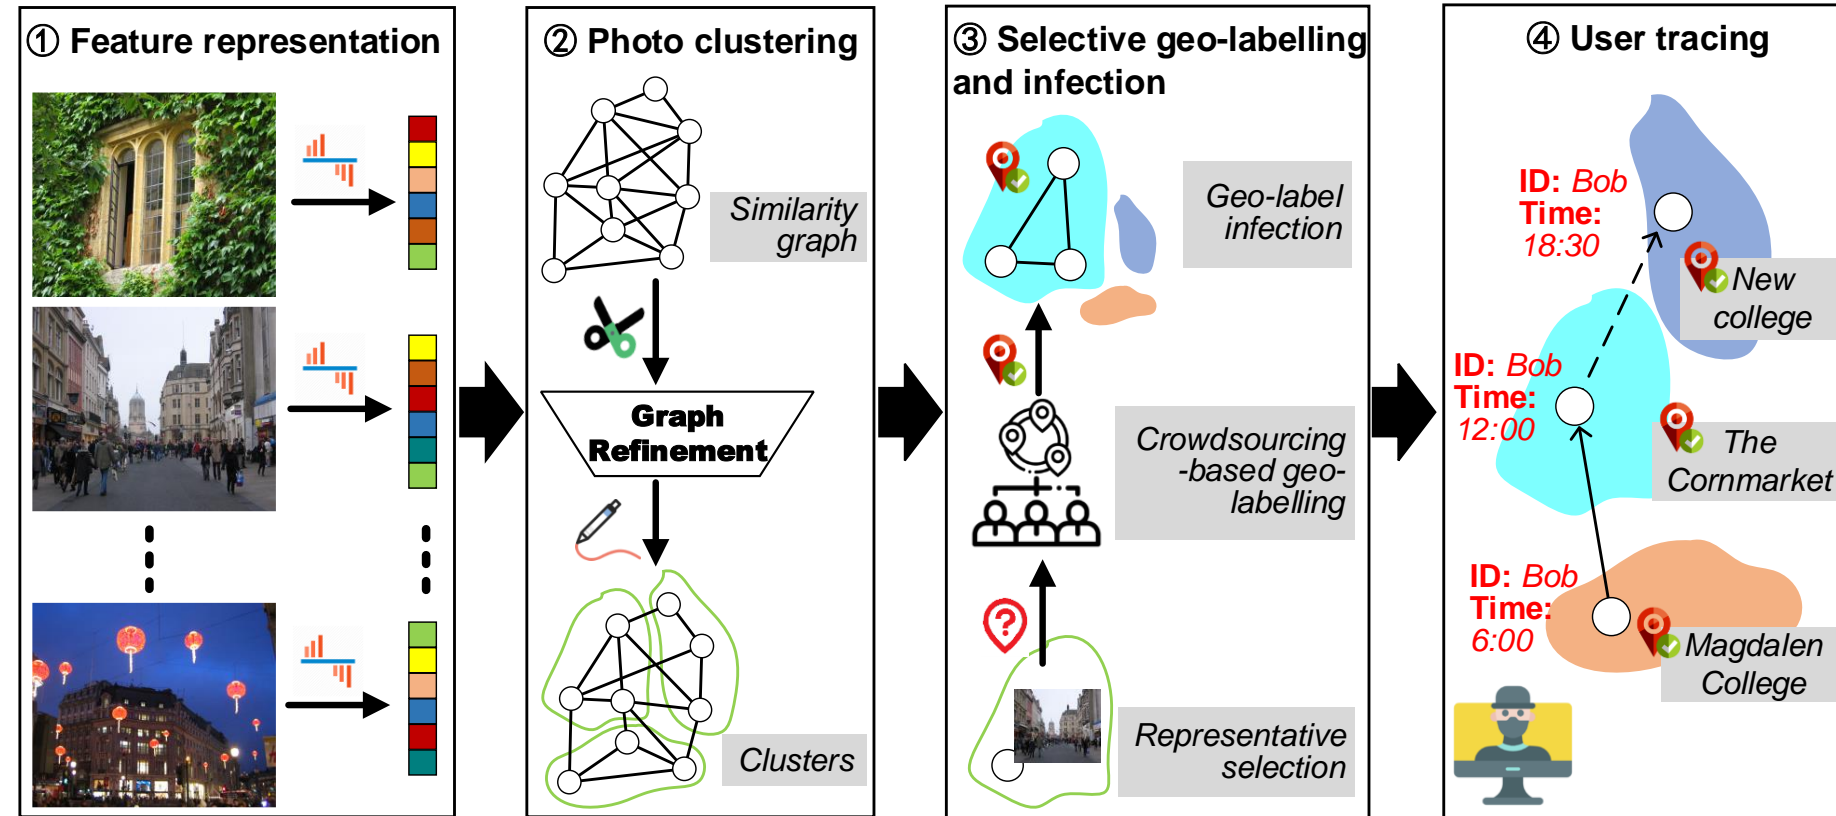 ① Feature representation
② Photo clustering
Similarity
graph
Graph
Refinement
Clusters
③ Selective geo-labelling
and infection
Geo-label
infection
Crowdsourcing
-based geo-
labelling
?
Representative
selection
④ User tracing
ID: Bob
Time:
18:30
New
college
ID: Bob
Time:
12:00
The
Cornmarket
ID: Bob
Time:
6:00
Magdalen
College